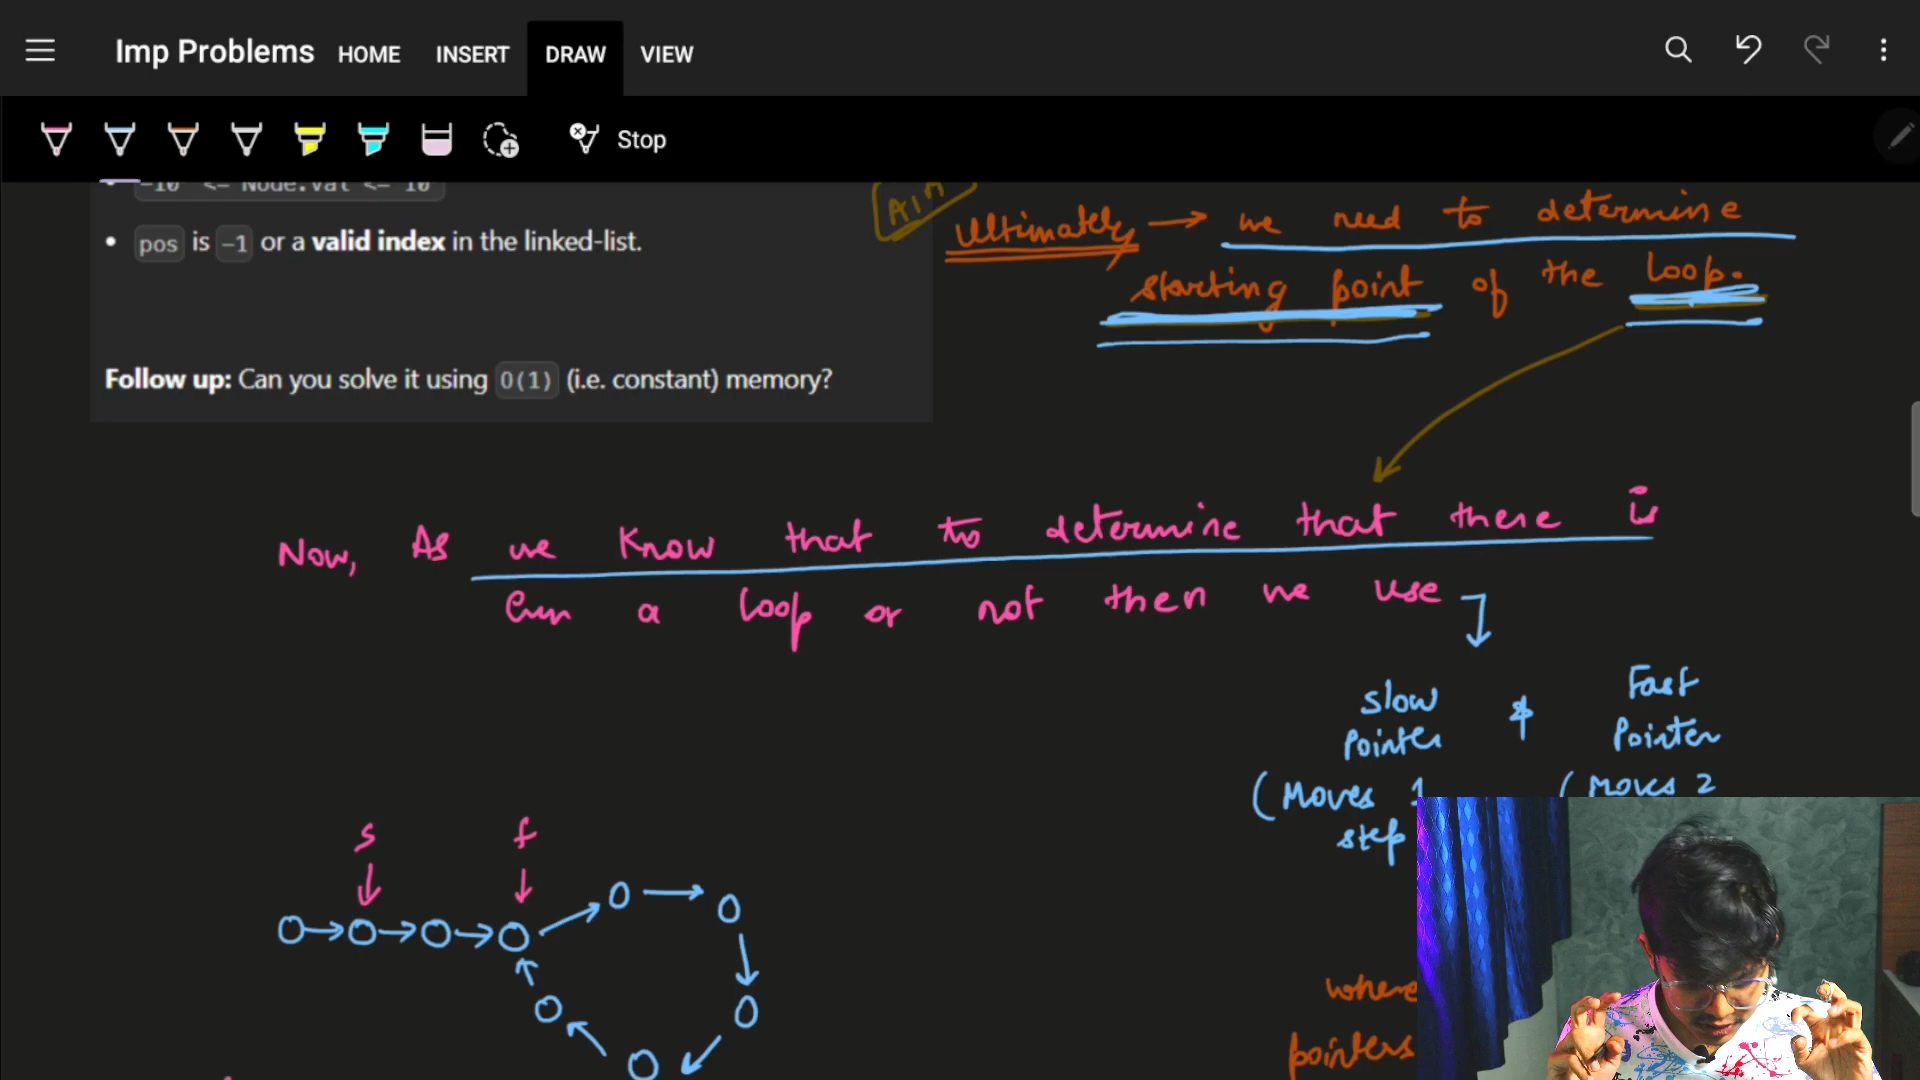 Imp Problems HOME INSERT DRAW VIEW
Stop
<= Node.val <= 10
pos is -1 or a valid index in the linked-list.
Follow up: Can you solve it using O(1) (i.e. constant) memory?
AIM
Ultimately → we need to determine
starting point of the loop.
Now, As we know that to determine that there is
a loop or not then we use
slow & Fast
Pointer Pointer
(Moves 1 (Moves 2
step
s f
where
pointers